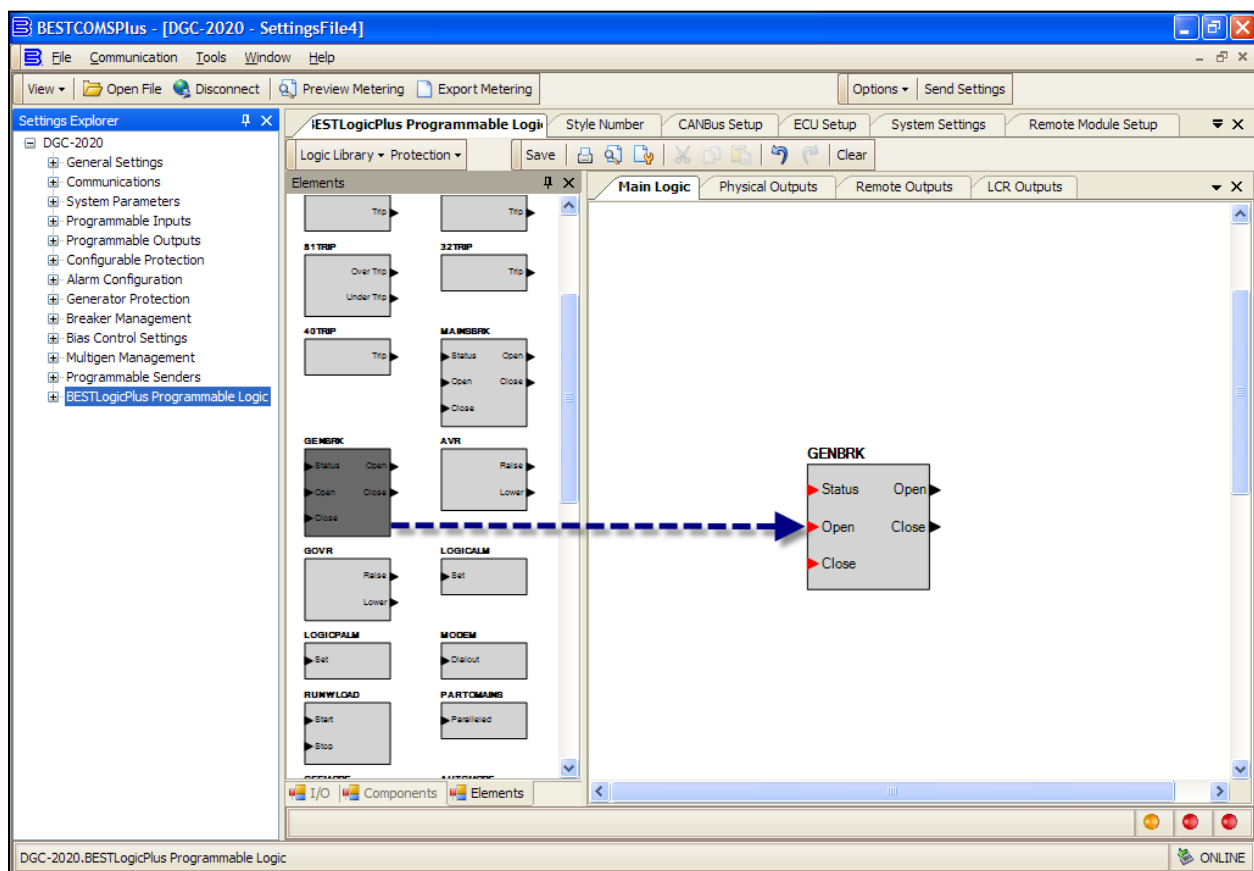 BESTCOMSPlus - [DGC-2020 - SettingsFile4]
File Communication Tools Window Help
View Open File Disconnect Preview Metering Export Metering Options Send Settings
Settings Explorer
DGC-2020
General Settings
Communications
System Parameters
Programmable Inputs
Programmable Outputs
Configurable Protection
Alarm Configuration
Generator Protection
Breaker Management
Bias Control Settings
Multigen Management
Programmable Senders
BESTLogicPlus Programmable Logic
Style Number CANBus Setup ECU Setup System Settings Remote Module Setup
Logic Library Protection Save Clear
Elements
Trip Trip
81TRIP 32TRIP
Over Trip Trip
Under Trip
40TRIP MAINSBRK
Trip Status Open
Open Close
Close
GENBRK AVR
Status Open Raise
Open Close Lower
Close
GOVR LOGICALM
Raise Set
Lower
LOGICPALM MODEM
Set Dialout
RUNWLOAD PARTOMAINS
Start Paralleled
Stop
I/O Components Elements
Main Logic Physical Outputs Remote Outputs LCR Outputs
GENBRK
Status Open
Open Close
Close
DGC-2020.BESTLogicPlus Programmable Logic ONLINE